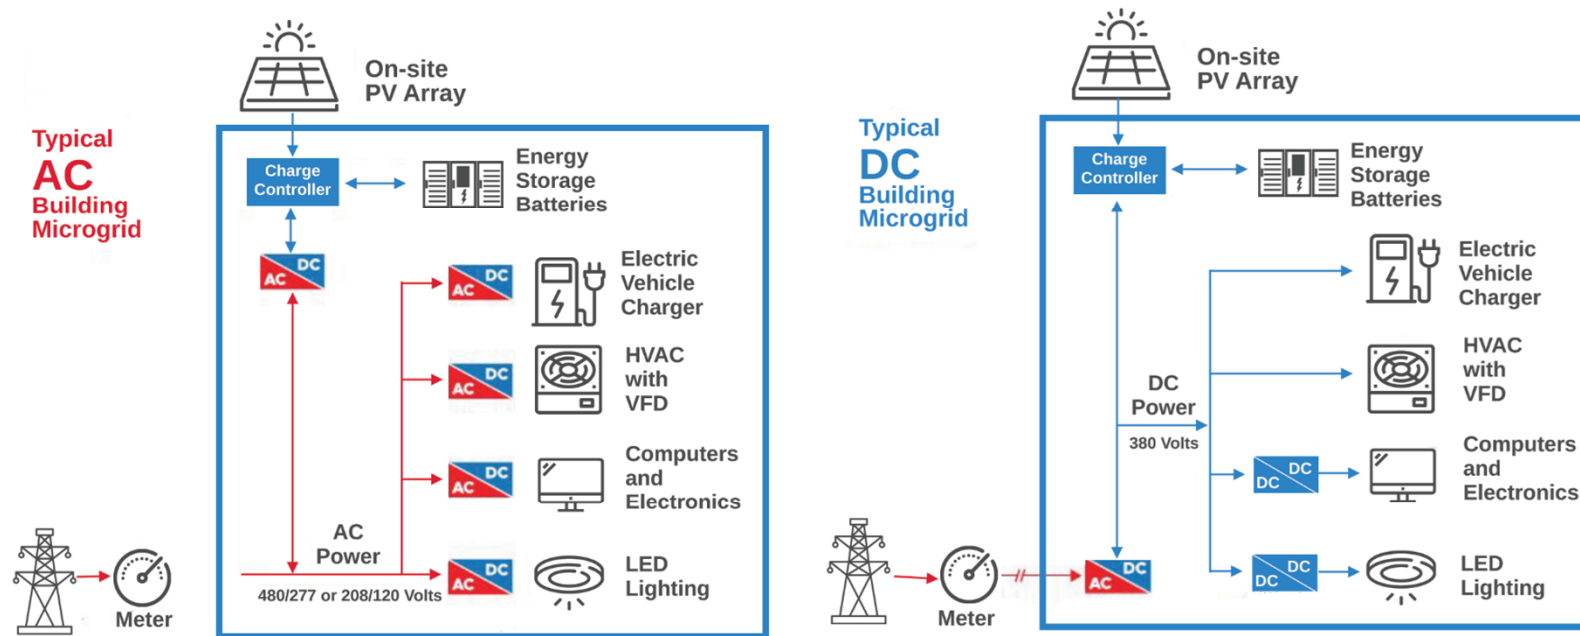 Typical
AC
Building
Microgrid
On-site
PV Array
Charge
Controller
Energy
Storage
Batteries
DC
AC
DC
AC
Electric
Vehicle
Charger
DC
AC
HVAC
with
VFD
DC
AC
Computers
and
Electronics
AC
Power
480/277 or 208/120 Volts
DC
AC
LED
Lighting
Meter
Typical
DC
Building
Microgrid
On-site
PV Array
Charge
Controller
Energy
Storage
Batteries
Electric
Vehicle
Charger
HVAC
with
VFD
DC
Power
380 Volts
DC
DC
Computers
and
Electronics
DC
AC
DC
DC
LED
Lighting
Meter